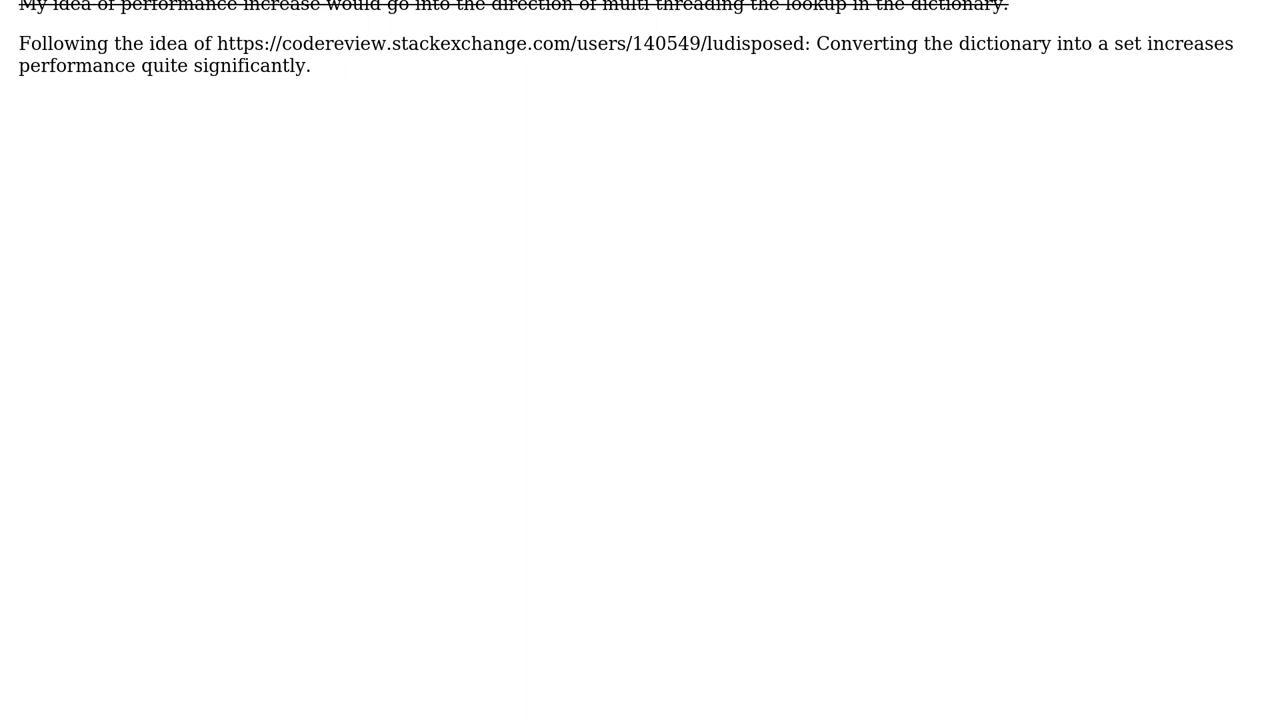 My idea of performance increase would go into the direction of multi threading the lookup in the dictionary.
Following the idea of https://codereview.stackexchange.com/users/140549/ludisposed: Converting the dictionary into a set increases
performance quite significantly.